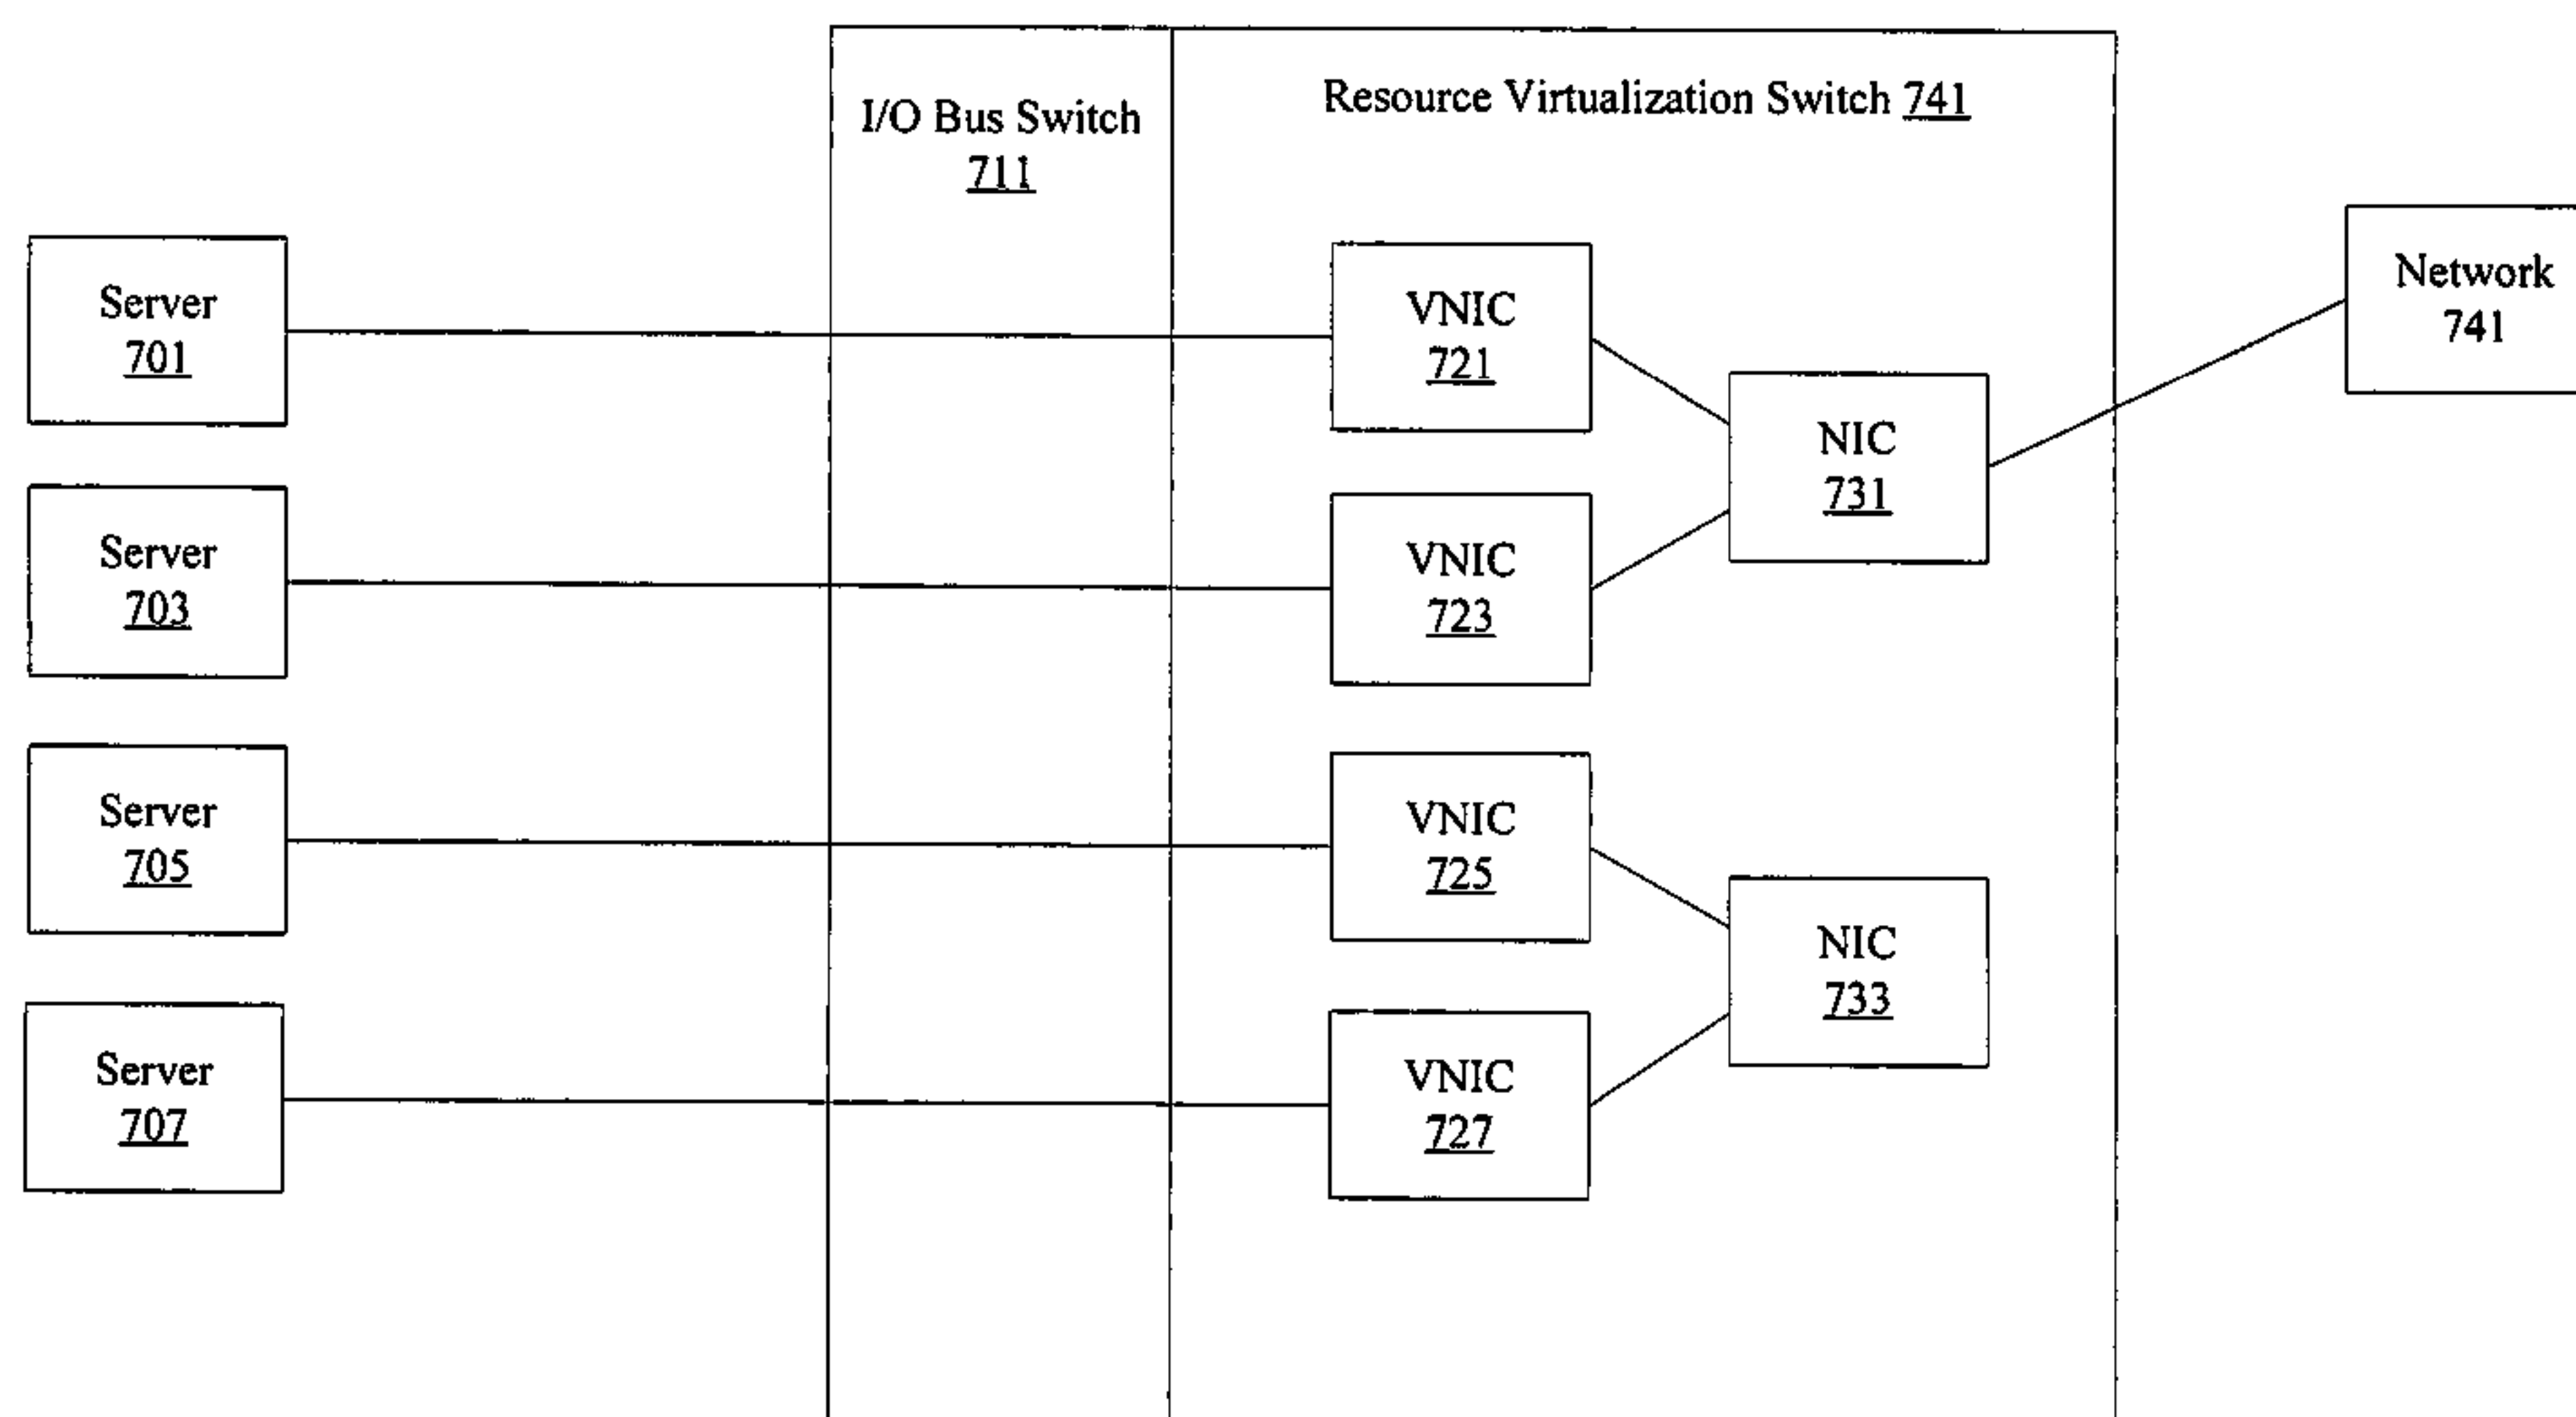 I/O Bus Switch
711
Resource Virtualization Switch 741
Server
701
VNIC
721
Network
741
NIC
731
Server
703
VNIC
723
Server
705
VNIC
725
NIC
733
Server
707
VNIC
727